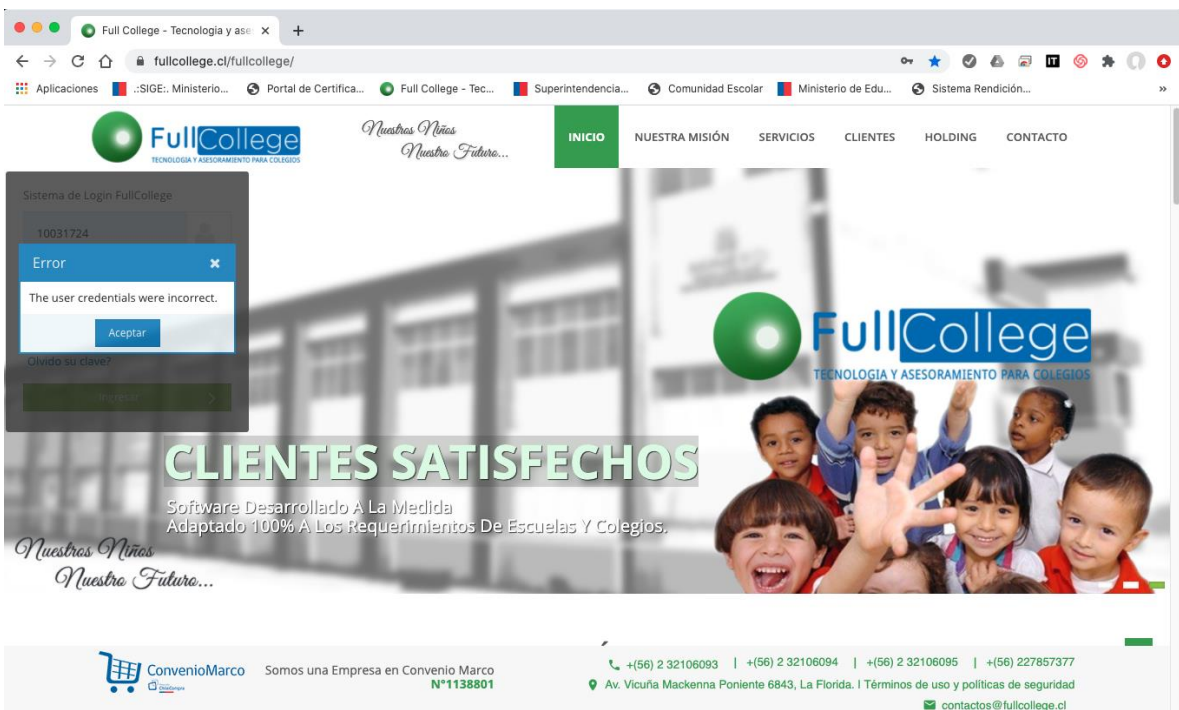 Full College - Tecnologia y ase
fullcollege.cl/fullcollege/
Aplicaciones .:SIGE:. Ministerio... Portal de Certifica... Full College - Tec... Superintendencia... Comunidad Escolar Ministerio de Edu... Sistema Rendición... »
FullCollege
TECNOLOGIA Y ASESORAMIENTO PARA COLEGIOS
Nuestros Niños
Nuestro Futuro...
INICIO NUESTRA MISIÓN SERVICIOS CLIENTES HOLDING CONTACTO
Sistema de Login FullCollege
10031724
Error
The user credentials were incorrect.
Aceptar
Olvido su clave?
Ingresar
FullCollege
TECNOLOGIA Y ASESORAMIENTO PARA COLEGIOS
CLIENTES SATISFECHOS
Software Desarrollado A La Medida
Adaptado 100% A Los Requerimientos De Escuelas Y Colegios.
Nuestros Niños
Nuestro Futuro...
ConvenioMarco
ChileCompra
Somos una Empresa en Convenio Marco
N°1138801
+(56) 2 32106093 | +(56) 2 32106094 | +(56) 2 32106095 | +(56) 227857377
Av. Vicuña Mackenna Poniente 6843, La Florida. I Términos de uso y políticas de seguridad
contactos@fullcollege.cl